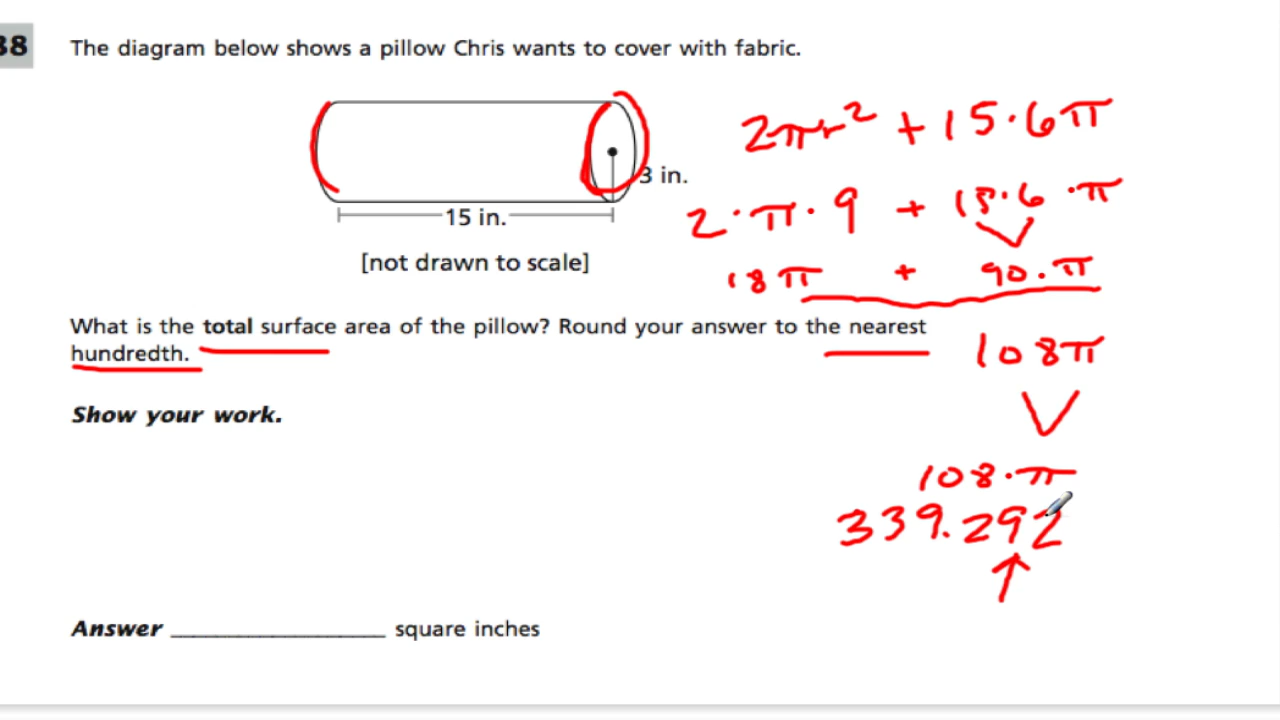 38
The diagram below shows a pillow Chris wants to cover with fabric.
3 in.
15 in.
[not drawn to scale]
2πr² + 15·6π
2·π·9 + 15·6·π
18π + 90·π
What is the total surface area of the pillow? Round your answer to the nearest
hundredth.
108π
Show your work.
108·π
339.292
Answer ____________________ square inches